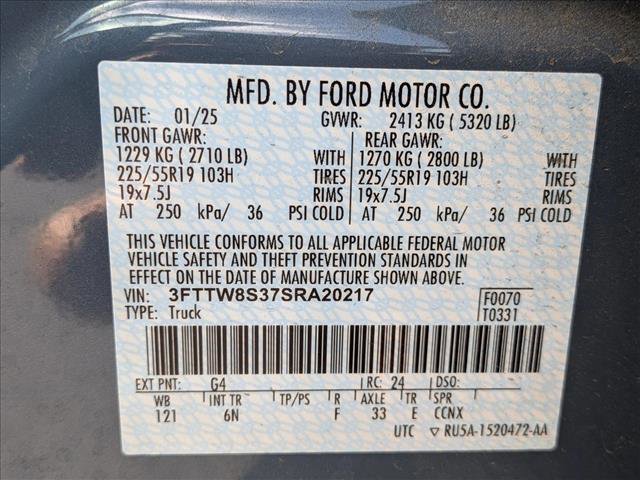 MFD. BY FORD MOTOR CO.
DATE: 01/25 GVWR: 2413 KG ( 5320 LB)
FRONT GAWR: REAR GAWR:
1229 KG ( 2710 LB) WITH 1270 KG ( 2800 LB) WITH
225/55R19 103H TIRES 225/55R19 103H TIRES
19x7.5J RIMS 19x7.5J RIMS
AT 250 kPa/ 36 PSI COLD AT 250 kPa/ 36 PSI COLD
THIS VEHICLE CONFORMS TO ALL APPLICABLE FEDERAL MOTOR
VEHICLE SAFETY AND THEFT PREVENTION STANDARDS IN
EFFECT ON THE DATE OF MANUFACTURE SHOWN ABOVE.
VIN: 3FTTW8S37SRA20217 F0070
TYPE: Truck T0331
EXT PNT: G4 RC: 24 DSO:
WB INT TR TP/PS R AXLE TR SPR
121 6N F 33 E CCNX
UTC ▽ RU5A-1520472-AA